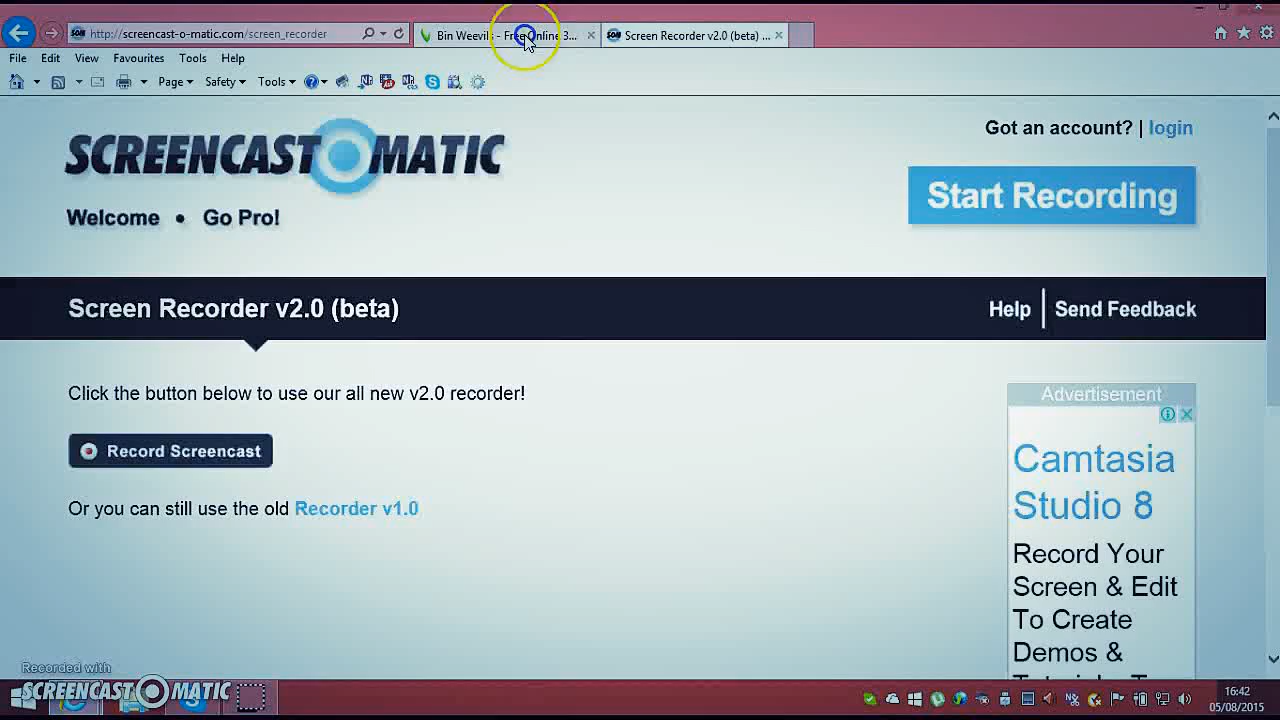 http://screencast-o-matic.com/screen_recorder
Bin Weevils - Free Online 3...
Screen Recorder v2.0 (beta) ...
File Edit View Favourites Tools Help
Page Safety Tools
SCREENCAST MATIC
Got an account? | login
Start Recording
Welcome • Go Pro!
Screen Recorder v2.0 (beta)
Help Send Feedback
Click the button below to use our all new v2.0 recorder!
Record Screencast
Or you can still use the old Recorder v1.0
Advertisement
Camtasia
Studio 8
Record Your
Screen & Edit
To Create
Demos &
Recorded with
SCREENCAST MATIC
16:42
05/08/2015